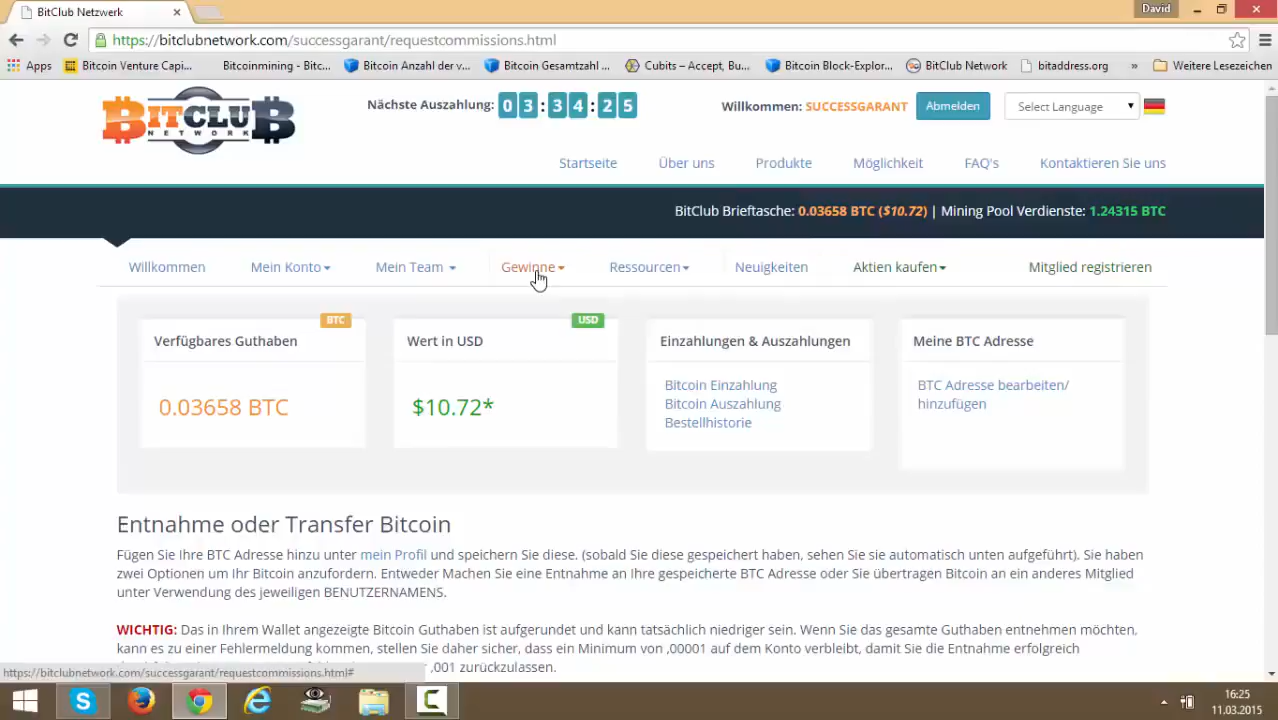 BitClub Netzwerk
David
https://bitclubnetwork.com/successgarant/requestcommissions.html
Apps Bitcoin Venture Capi... Bitcoinmining - Bitc... Bitcoin Anzahl der v... Bitcoin Gesamtzahl ... Cubits – Accept, Bu... Bitcoin Block-Explor... BitClub Network bitaddress.org » Weitere Lesezeichen
BITCLUB
NETWORK
Nächste Auszahlung: 03:34:25
Willkommen: SUCCESSGARANT Abmelden Select Language
Startseite Über uns Produkte Möglichkeit FAQ's Kontaktieren Sie uns
BitClub Brieftasche: 0.03658 BTC ($10.72) | Mining Pool Verdienste: 1.24315 BTC
Willkommen Mein Konto Mein Team Gewinne Ressourcen Neuigkeiten Aktien kaufen Mitglied registrieren
BTC
Verfügbares Guthaben
0.03658 BTC
USD
Wert in USD
$10.72*
Einzahlungen & Auszahlungen
Bitcoin Einzahlung
Bitcoin Auszahlung
Bestellhistorie
Meine BTC Adresse
BTC Adresse bearbeiten/
hinzufügen
Entnahme oder Transfer Bitcoin
Fügen Sie Ihre BTC Adresse hinzu unter mein Profil und speichern Sie diese. (sobald Sie diese gespeichert haben, sehen Sie sie automatisch unten aufgeführt). Sie haben
zwei Optionen um Ihr Bitcoin anzufordern. Entweder Machen Sie eine Entnahme an Ihre gespeicherte BTC Adresse oder Sie übertragen Bitcoin an ein anderes Mitglied
unter Verwendung des jeweiligen BENUTZERNAMENS.
WICHTIG: Das in Ihrem Wallet angezeigte Bitcoin Guthaben ist aufgerundet und kann tatsächlich niedriger sein. Wenn Sie das gesamte Guthaben entnehmen möchten,
kann es zu einer Fehlermeldung kommen, stellen Sie daher sicher, dass ein Minimum von ,00001 auf dem Konto verbleibt, damit Sie die Entnahme erfolgreich
,001 zurückzulassen.
https://bitclubnetwork.com/successgarant/requestcommissions.html#
16:25
11.03.2015